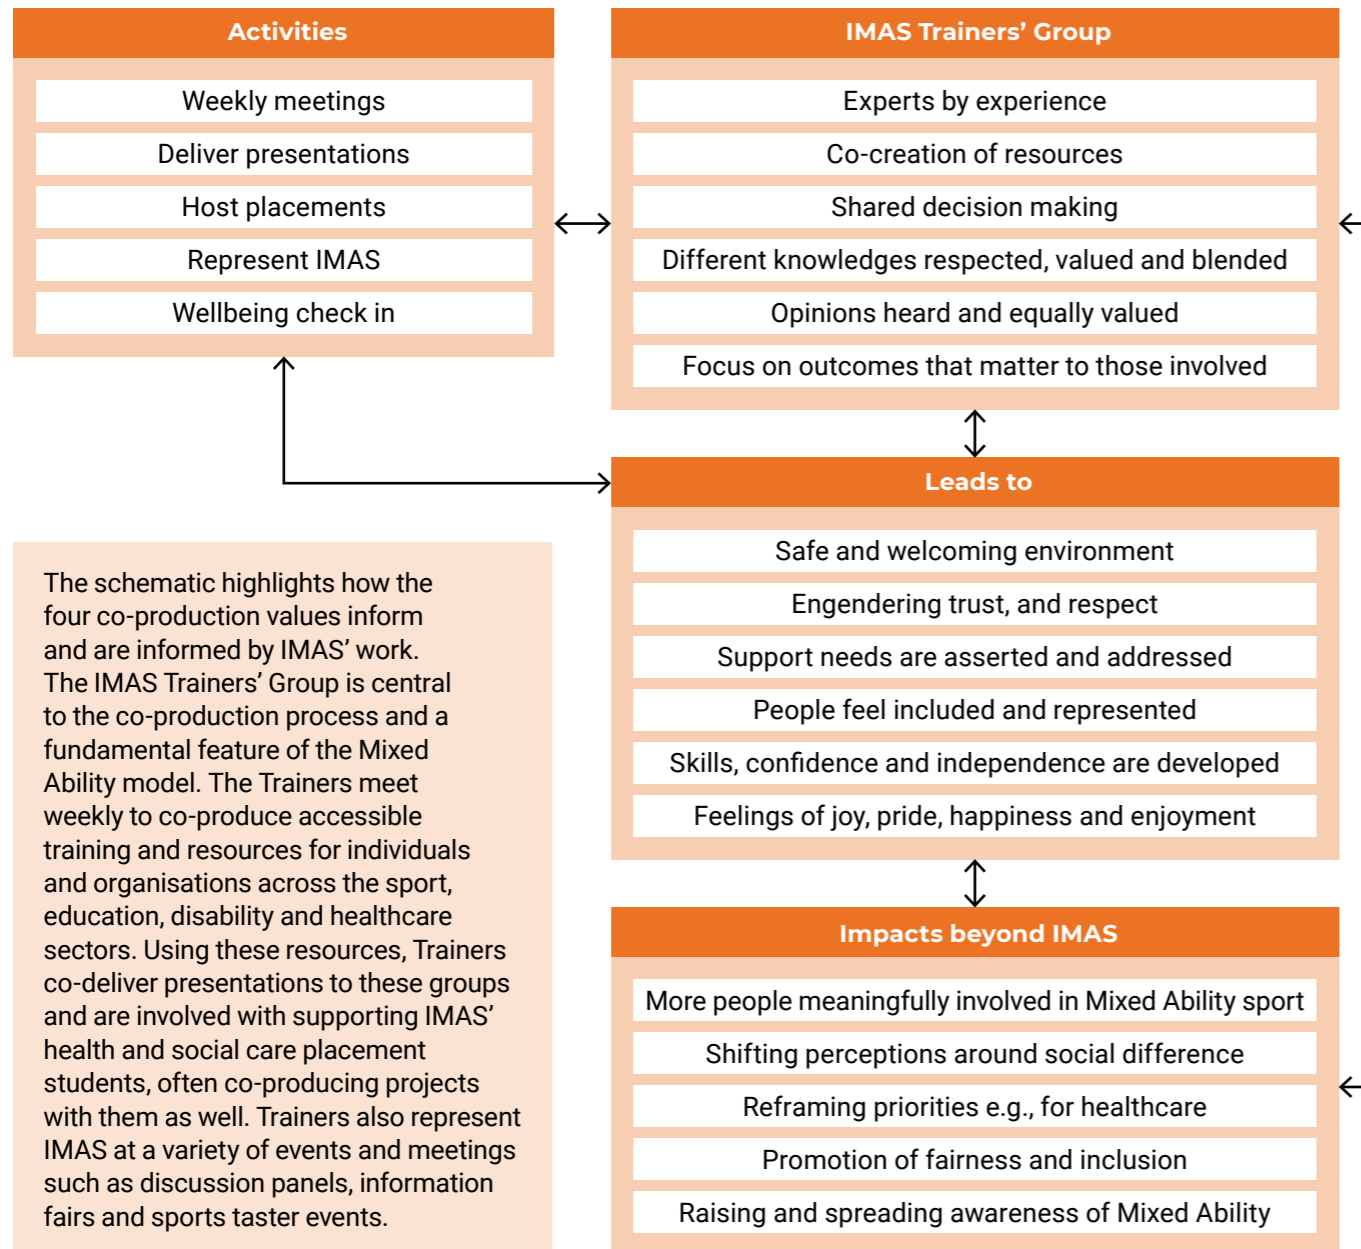 Activities
Weekly meetings
Deliver presentations
Host placements
Represent IMAS
Wellbeing check in
IMAS Trainers’ Group
Experts by experience
Co-creation of resources
Shared decision making
Different knowledges respected, valued and blended
Opinions heard and equally valued
Focus on outcomes that matter to those involved
Leads to
Safe and welcoming environment
Engendering trust, and respect
Support needs are asserted and addressed
People feel included and represented
Skills, confidence and independence are developed
Feelings of joy, pride, happiness and enjoyment
The schematic highlights how the
four co-production values inform
and are informed by IMAS’ work.
The IMAS Trainers’ Group is central
to the co-production process and a
fundamental feature of the Mixed
Ability model. The Trainers meet
weekly to co-produce accessible
training and resources for individuals
and organisations across the sport,
education, disability and healthcare
sectors. Using these resources, Trainers
co-deliver presentations to these groups
and are involved with supporting IMAS’
health and social care placement
students, often co-producing projects
with them as well. Trainers also represent
IMAS at a variety of events and meetings
such as discussion panels, information
fairs and sports taster events.
Impacts beyond IMAS
More people meaningfully involved in Mixed Ability sport
Shifting perceptions around social difference
Reframing priorities e.g., for healthcare
Promotion of fairness and inclusion
Raising and spreading awareness of Mixed Ability